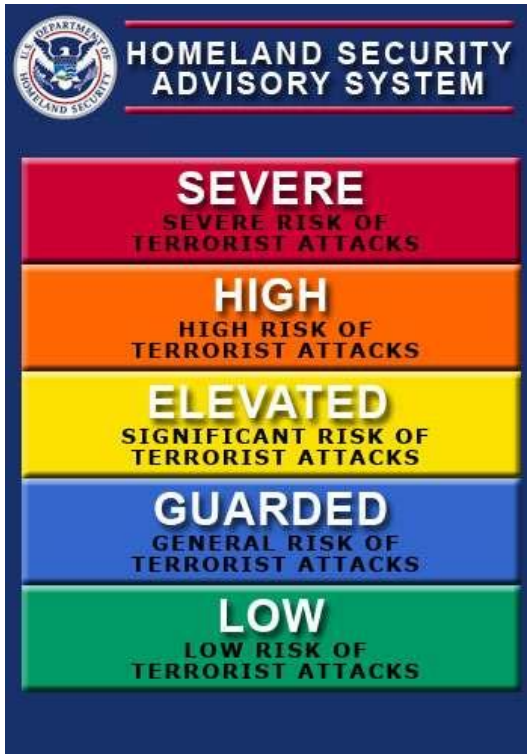 U.S. DEPARTMENT OF
HOMELAND SECURITY
HOMELAND SECURITY
ADVISORY SYSTEM
SEVERE
SEVERE RISK OF
TERRORIST ATTACKS
HIGH
HIGH RISK OF
TERRORIST ATTACKS
ELEVATED
SIGNIFICANT RISK OF
TERRORIST ATTACKS
GUARDED
GENERAL RISK OF
TERRORIST ATTACKS
LOW
LOW RISK OF
TERRORIST ATTACKS